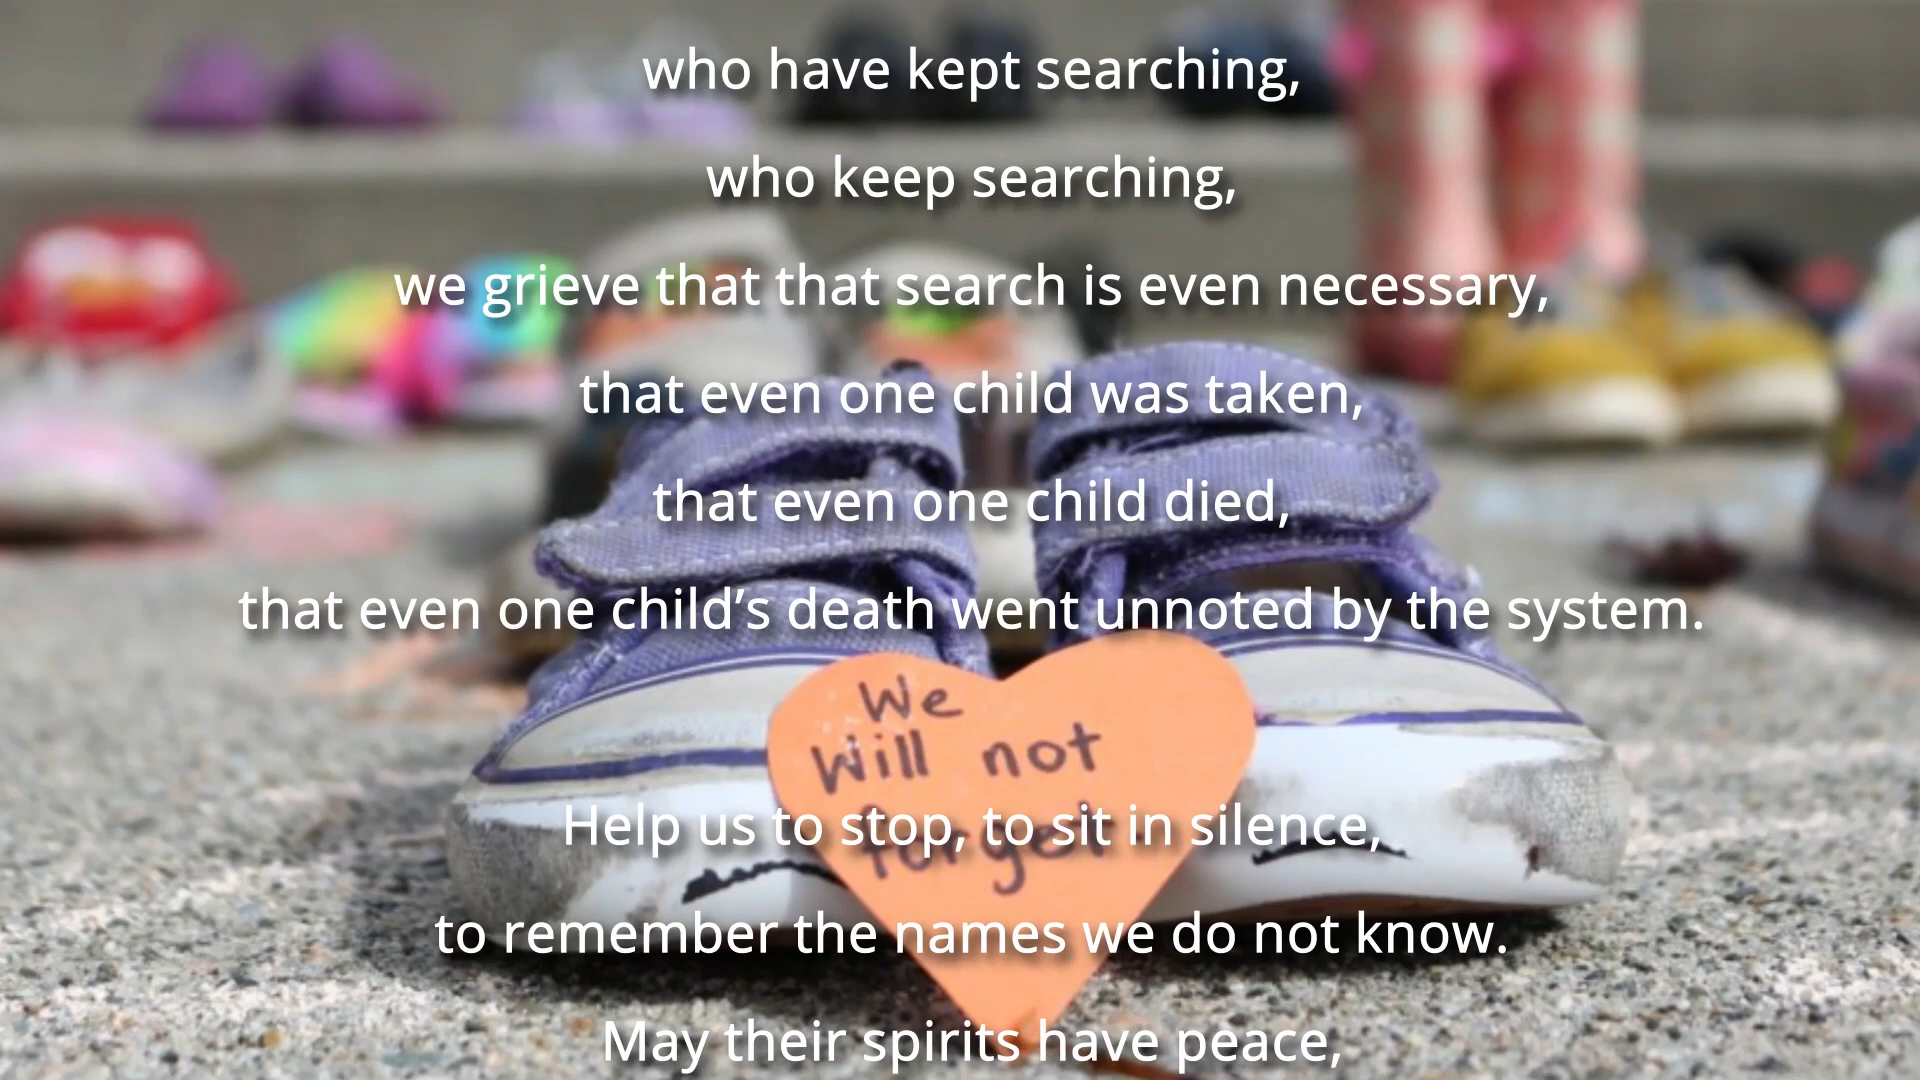 who have kept searching,
who keep searching,
we grieve that that search is even necessary,
that even one child was taken,
that even one child died,
that even one child’s death went unnoted by the system.
We
Will not
forget
Help us to stop, to sit in silence,
to remember the names we do not know.
May their spirits have peace,